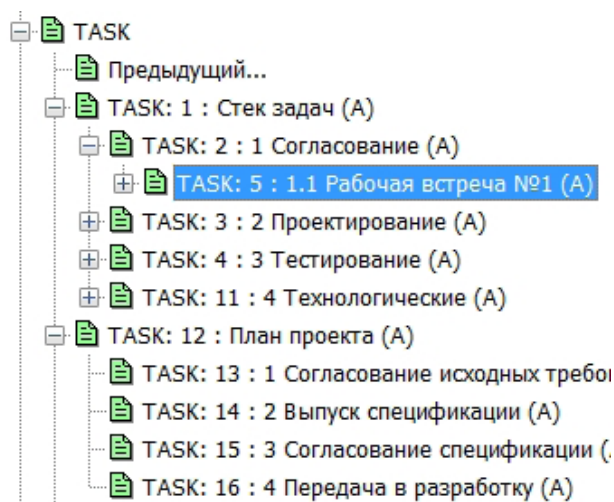 TASK
Предыдущий...
TASK: 1 : Стек задач (A)
TASK: 2 : 1 Согласование (A)
TASK: 5 : 1.1 Рабочая встреча №1 (A)
TASK: 3 : 2 Проектирование (A)
TASK: 4 : 3 Тестирование (A)
TASK: 11 : 4 Технологические (A)
TASK: 12 : План проекта (A)
TASK: 13 : 1 Согласование исходных
TASK: 14 : 2 Выпуск спецификации (A)
TASK: 15 : 3 Согласование спецификации (
TASK: 16 : 4 Передача в разработку (A)